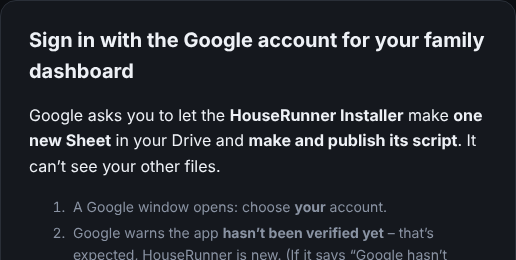 Sign in with the Google account for your family
dashboard
Google asks you to let the HouseRunner Installer make one
new Sheet in your Drive and make and publish its script. It
can’t see your other files.
1. A Google window opens: choose your account.
2. Google warns the app hasn’t been verified yet – that’s
expected, HouseRunner is new. (If it says “Google hasn’t